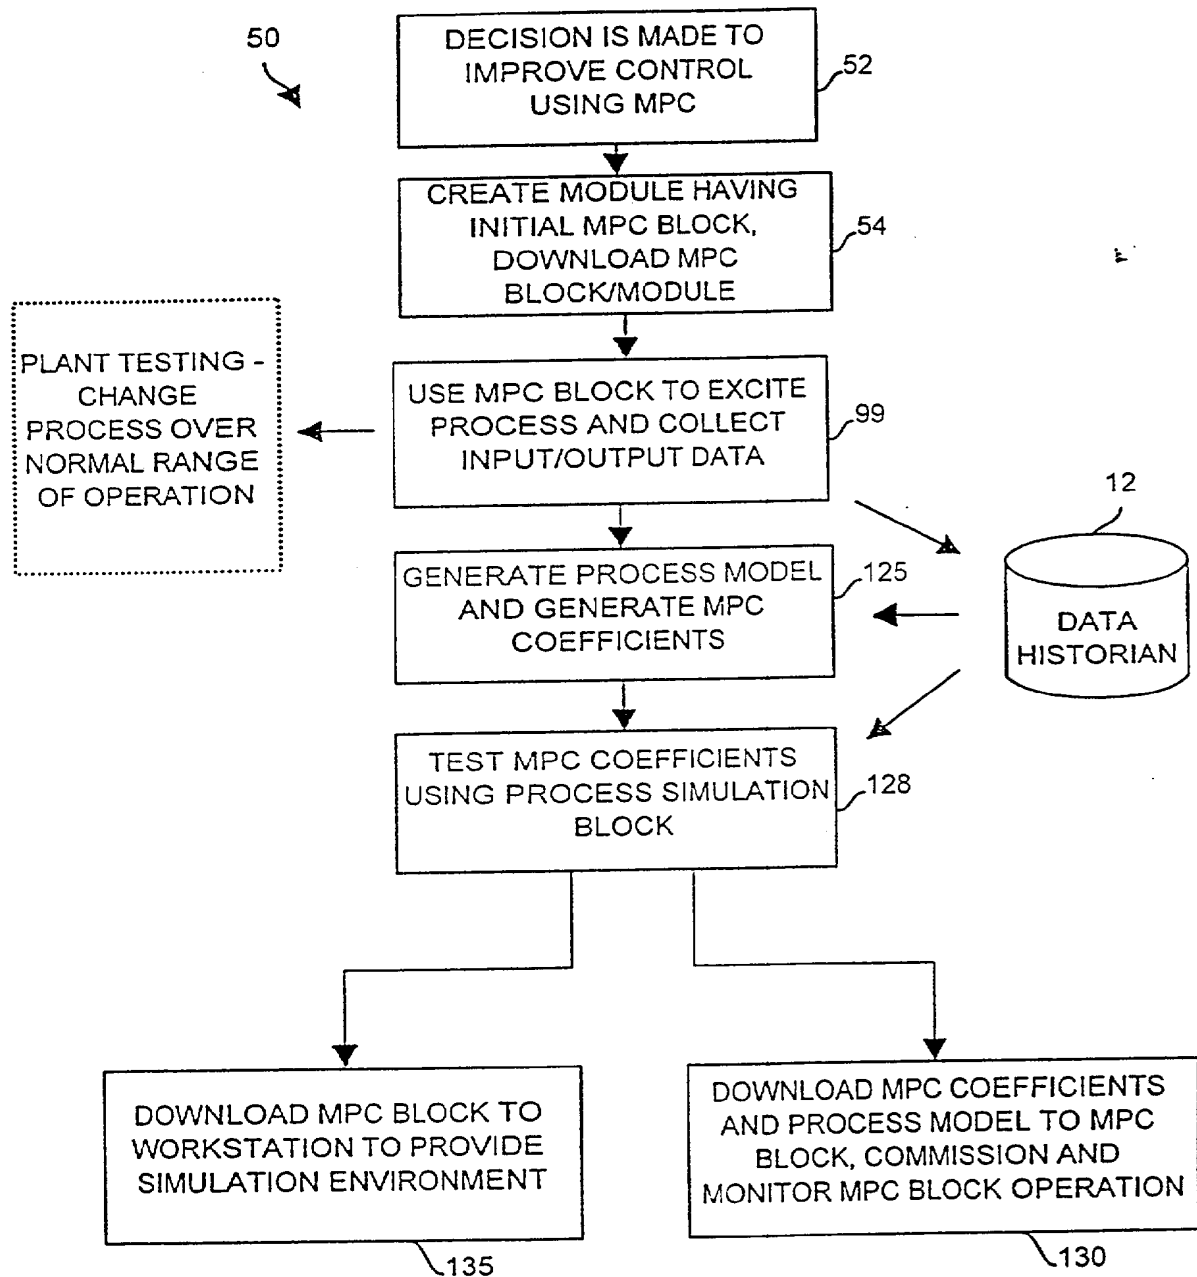 50
DECISION IS MADE TO
IMPROVE CONTROL
USING MPC
52
CREATE MODULE HAVING
INITIAL MPC BLOCK,
DOWNLOAD MPC
BLOCK/MODULE
54
PLANT TESTING -
CHANGE
PROCESS OVER
NORMAL RANGE
OF OPERATION
USE MPC BLOCK TO EXCITE
PROCESS AND COLLECT
INPUT/OUTPUT DATA
99
12
DATA
HISTORIAN
GENERATE PROCESS MODEL
AND GENERATE MPC
COEFFICIENTS
125
TEST MPC COEFFICIENTS
USING PROCESS SIMULATION
BLOCK
128
DOWNLOAD MPC BLOCK TO
WORKSTATION TO PROVIDE
SIMULATION ENVIRONMENT
135
DOWNLOAD MPC COEFFICIENTS
AND PROCESS MODEL TO MPC
BLOCK, COMMISSION AND
MONITOR MPC BLOCK OPERATION
130